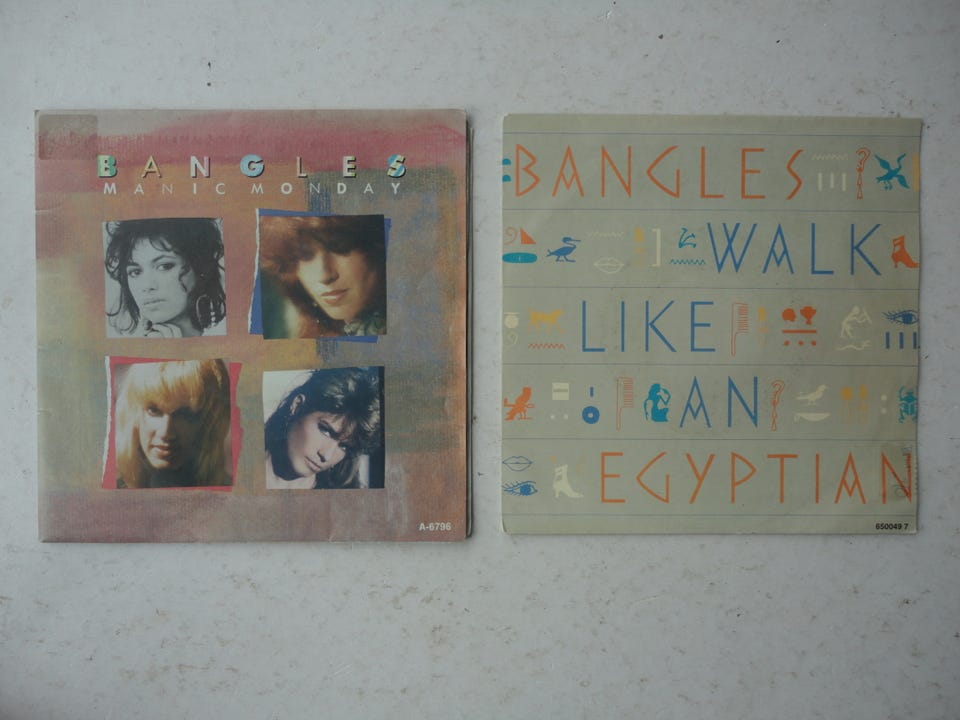 BANGLES
MANIC MONDAY
A-6796
BANGLES
WALK
LIKE
AN
EGYPTIAN
650049 7